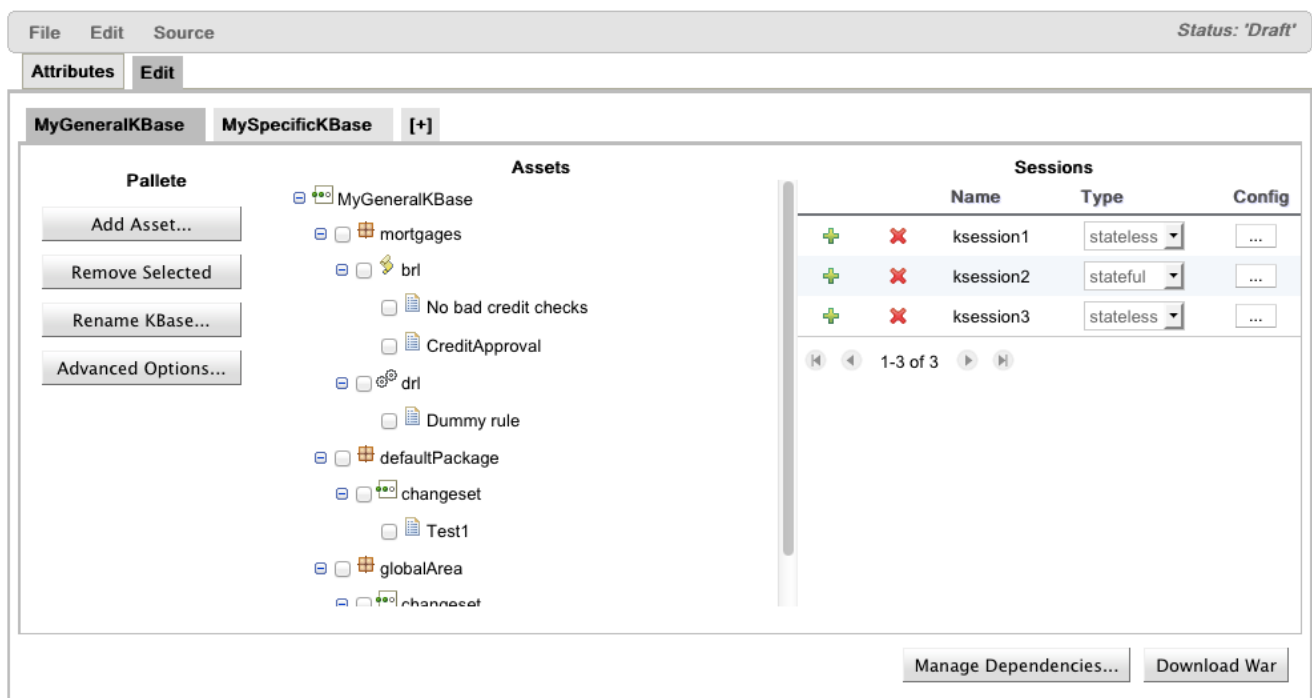 File Edit Source Status: 'Draft'
Attributes Edit
MyGeneralKBase MySpecificKBase [+]
Pallete
Add Asset...
Remove Selected
Rename KBase...
Advanced Options...
Assets
MyGeneralKBase
mortgages
brl
No bad credit checks
CreditApproval
drl
Dummy rule
defaultPackage
changeset
Test1
globalArea
changeset
Sessions
Name Type Config
ksession1 stateless ...
ksession2 stateful ...
ksession3 stateless ...
1-3 of 3
Manage Dependencies... Download War